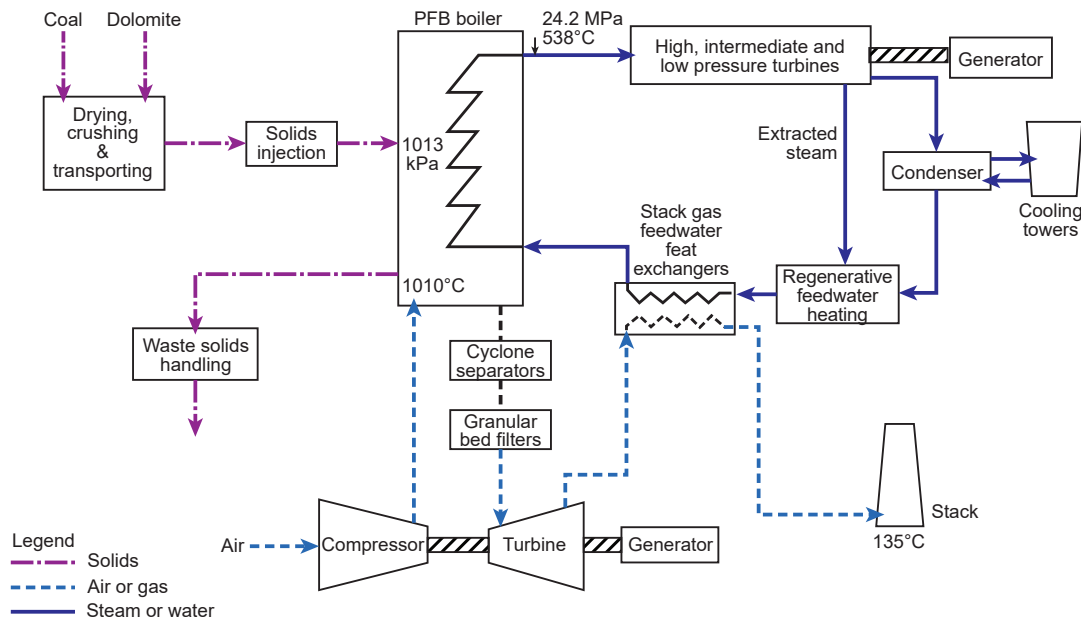 Coal
Dolomite
PFB boiler
24.2 MPa
538°C
High, intermediate and
low pressure turbines
Generator
Drying,
crushing
&
transporting
Solids
injection
1013
kPa
Extracted
steam
Condenser
Cooling
towers
Stack gas
feedwater
feat
exchangers
Regenerative
feedwater
heating
1010°C
Waste solids
handling
Cyclone
separators
Granular
bed filters
Air
Compressor
Turbine
Generator
Stack
135°C
Legend
Solids
Air or gas
Steam or water